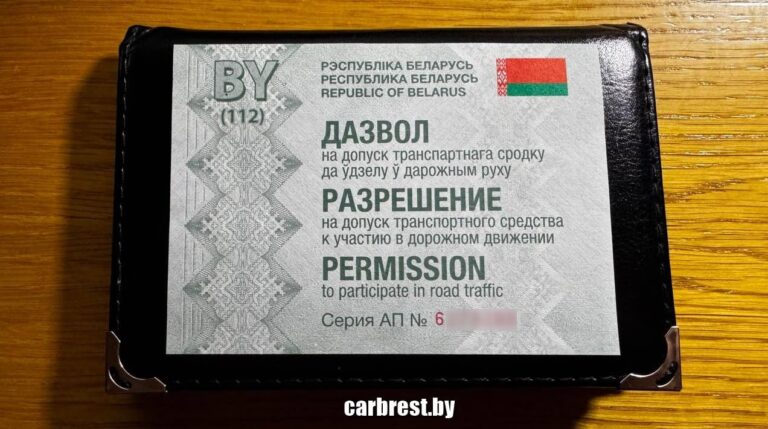 BY
(112)
РЭСПУБЛІКА БЕЛАРУСЬ
РЕСПУБЛИКА БЕЛАРУСЬ
REPUBLIC OF BELARUS
ДАЗВОЛ
на допуск транспартнага сродку
да ўдзелу ў дарожным руху
РАЗРЕШЕНИЕ
на допуск транспортного средства
к участию в дорожном движении
PERMISSION
to participate in road traffic
Серия АП № 6
carbrest.by